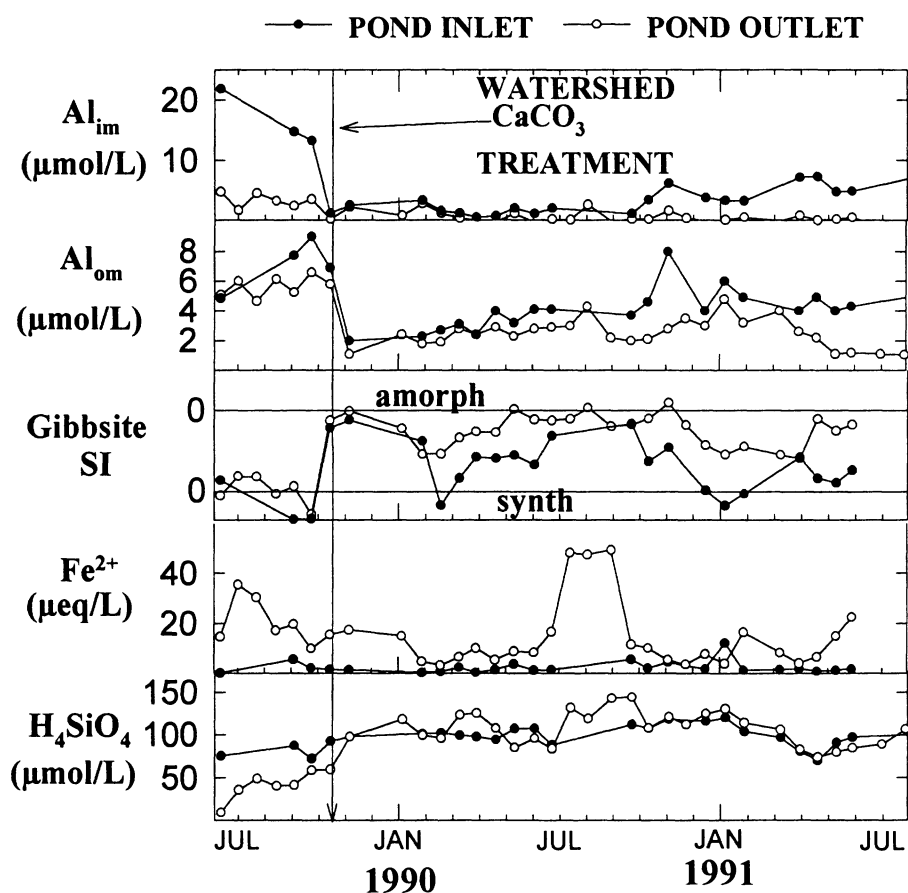 POND INLET POND OUTLET
Al_im
(μmol/L)
20
10
WATERSHED
CaCO₃
TREATMENT
Al_om
(μmol/L)
8
6
4
2
Gibbsite
SI
0
0
amorph
synth
Fe²⁺
(μeq/L)
40
20
H₄SiO₄
(μmol/L)
150
100
50
JUL JAN JUL JAN JUL
1990 1991